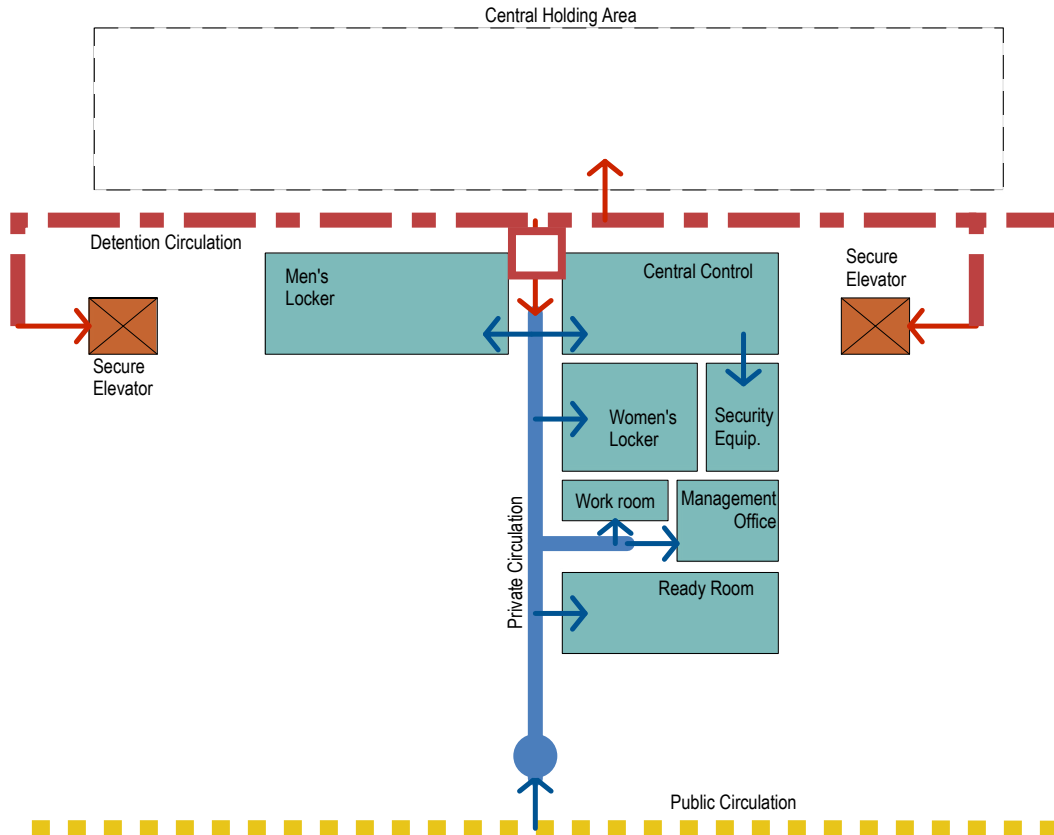 Central Holding Area
Detention Circulation
Men's
Locker
Central Control
Secure
Elevator
Secure
Elevator
Women's
Locker
Security
Equip.
Work room
Management
Office
Private Circulation
Ready Room
Public Circulation